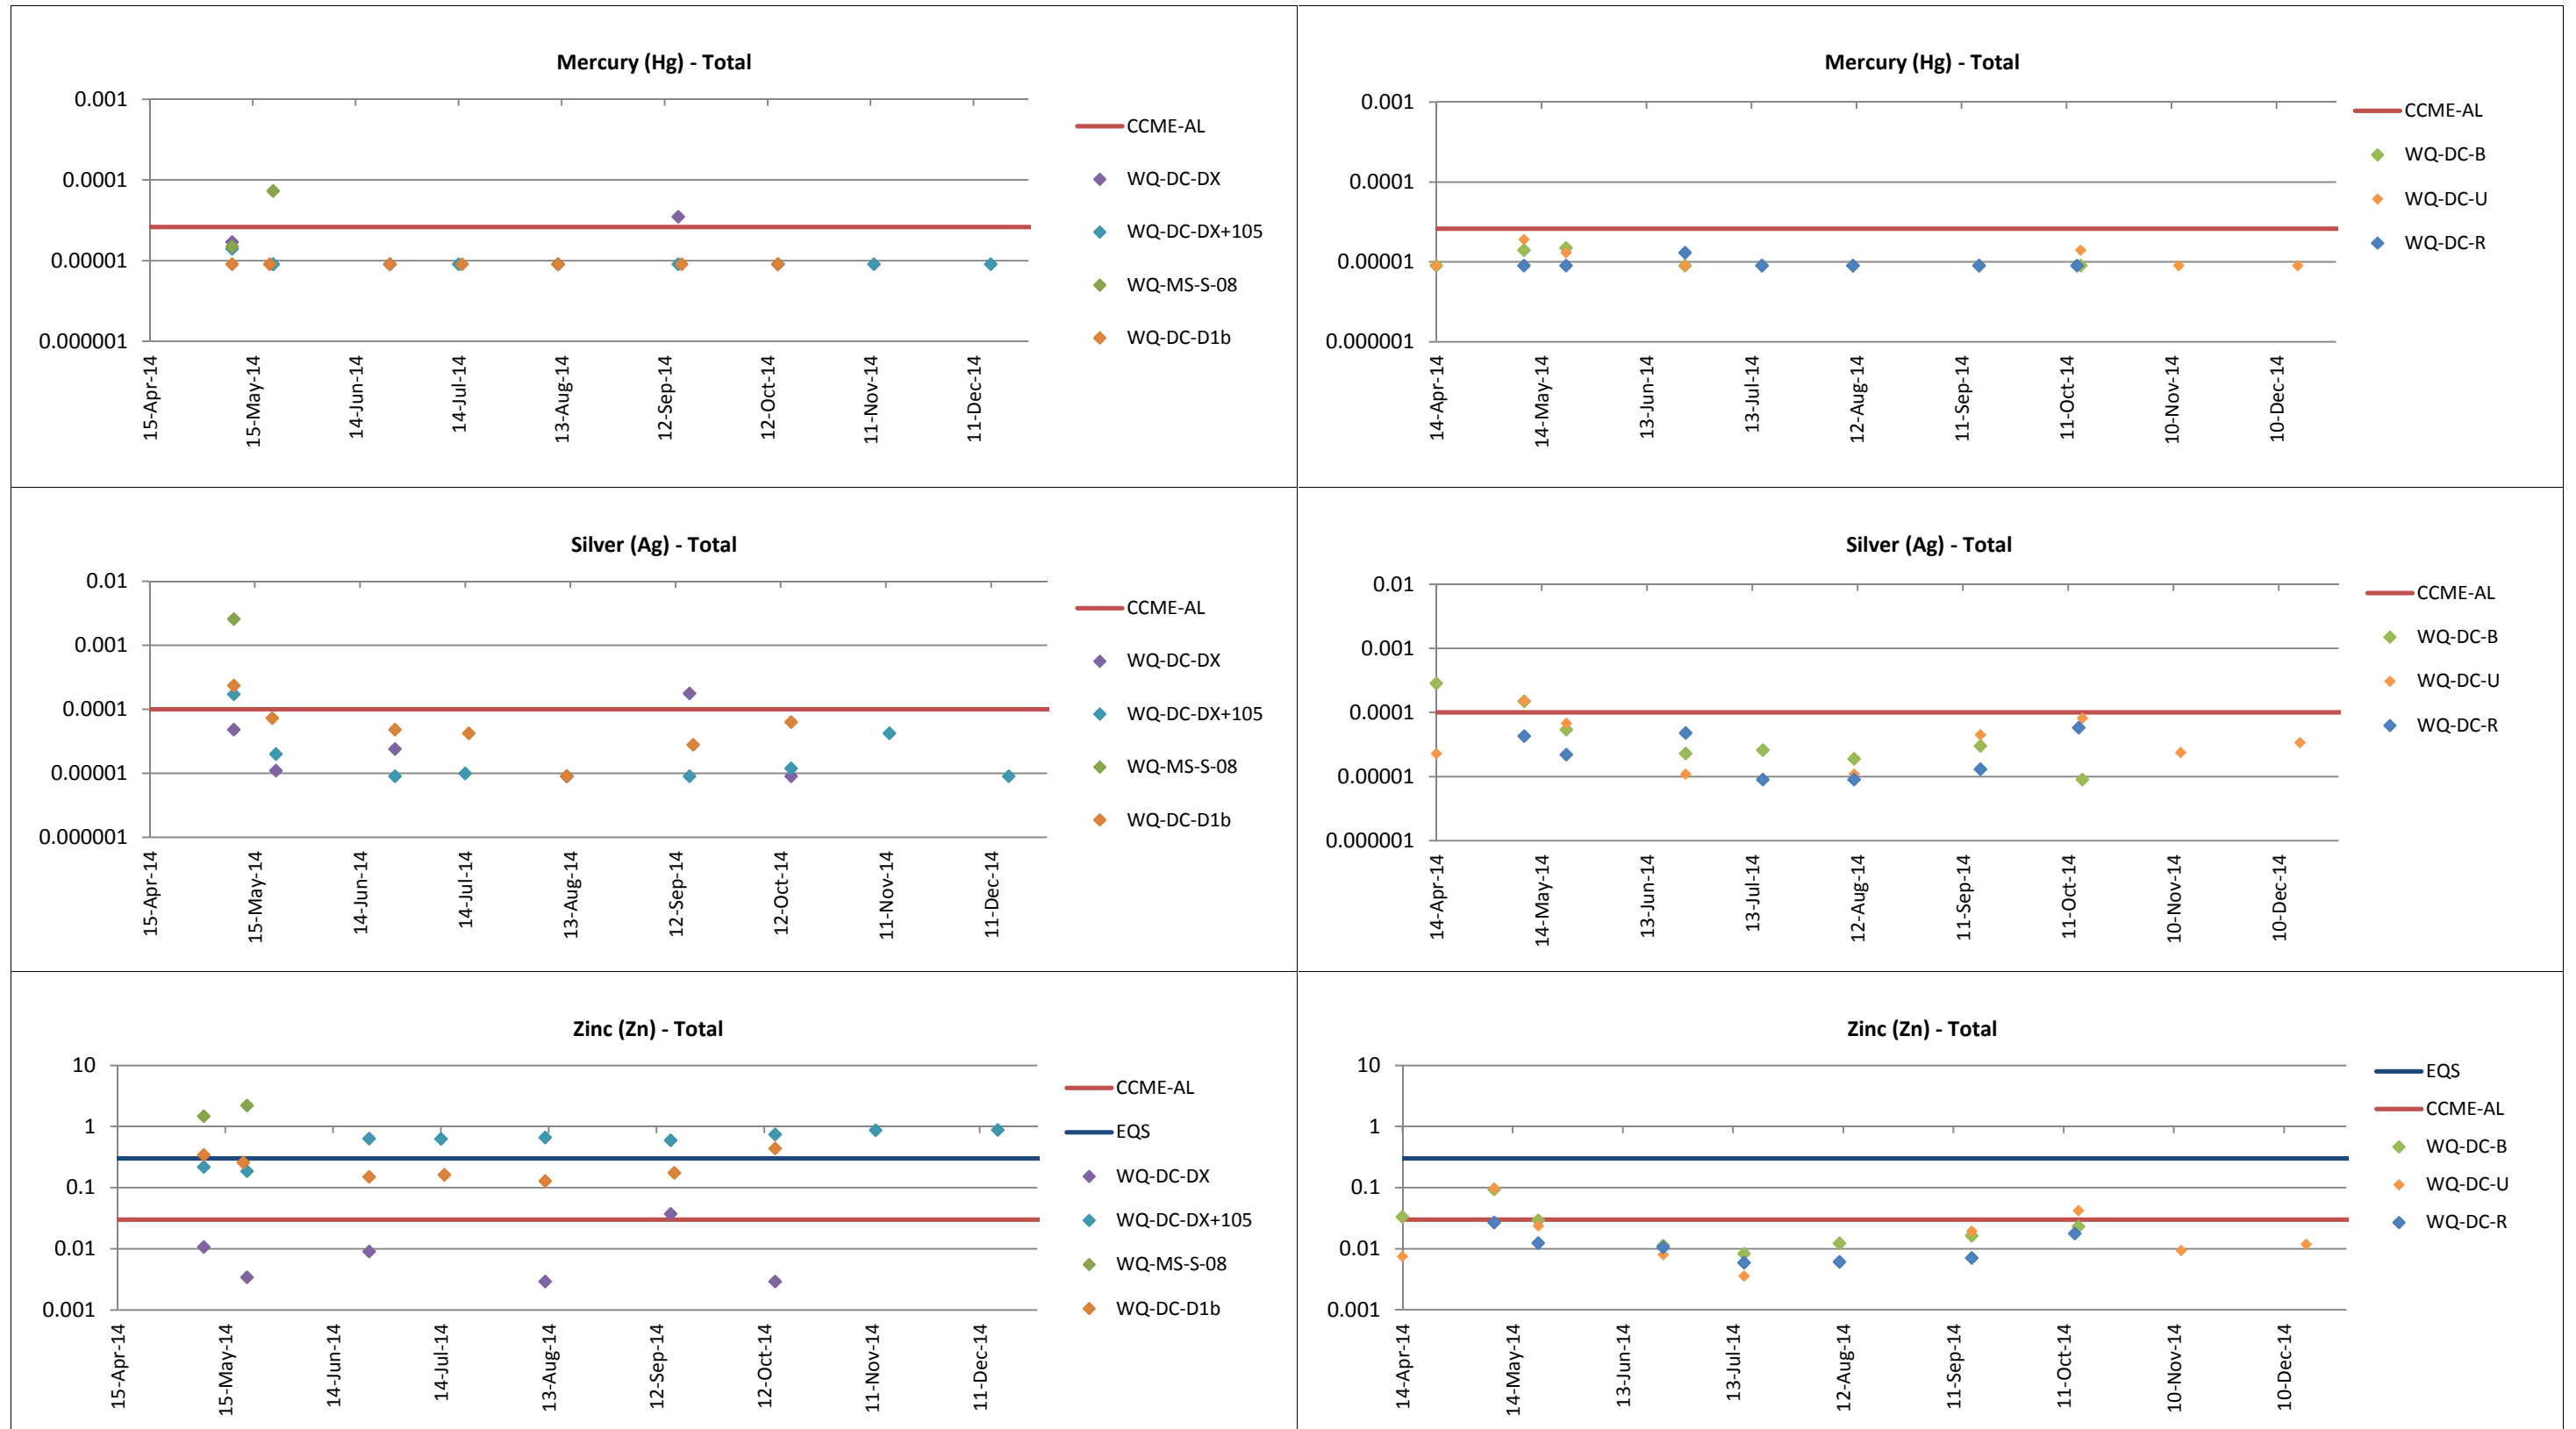 Mercury (Hg) - Total
0.001
0.0001
0.00001
0.000001
15-Apr-14
15-May-14
14-Jun-14
14-Jul-14
13-Aug-14
12-Sep-14
12-Oct-14
11-Nov-14
11-Dec-14
CCME-AL
WQ-DC-DX
WQ-DC-DX+105
WQ-MS-S-08
WQ-DC-D1b
Mercury (Hg) - Total
0.001
0.0001
0.00001
0.000001
14-Apr-14
14-May-14
13-Jun-14
13-Jul-14
12-Aug-14
11-Sep-14
11-Oct-14
10-Nov-14
10-Dec-14
CCME-AL
WQ-DC-B
WQ-DC-U
WQ-DC-R
Silver (Ag) - Total
0.01
0.001
0.0001
0.00001
0.000001
15-Apr-14
15-May-14
14-Jun-14
14-Jul-14
13-Aug-14
12-Sep-14
12-Oct-14
11-Nov-14
11-Dec-14
CCME-AL
WQ-DC-DX
WQ-DC-DX+105
WQ-MS-S-08
WQ-DC-D1b
Silver (Ag) - Total
0.01
0.001
0.0001
0.00001
0.000001
14-Apr-14
14-May-14
13-Jun-14
13-Jul-14
12-Aug-14
11-Sep-14
11-Oct-14
10-Nov-14
10-Dec-14
CCME-AL
WQ-DC-B
WQ-DC-U
WQ-DC-R
Zinc (Zn) - Total
10
1
0.1
0.01
0.001
15-Apr-14
15-May-14
14-Jun-14
14-Jul-14
13-Aug-14
12-Sep-14
12-Oct-14
11-Nov-14
11-Dec-14
CCME-AL
EQS
WQ-DC-DX
WQ-DC-DX+105
WQ-MS-S-08
WQ-DC-D1b
Zinc (Zn) - Total
10
1
0.1
0.01
0.001
14-Apr-14
14-May-14
13-Jun-14
13-Jul-14
12-Aug-14
11-Sep-14
11-Oct-14
10-Nov-14
10-Dec-14
EQS
CCME-AL
WQ-DC-B
WQ-DC-U
WQ-DC-R